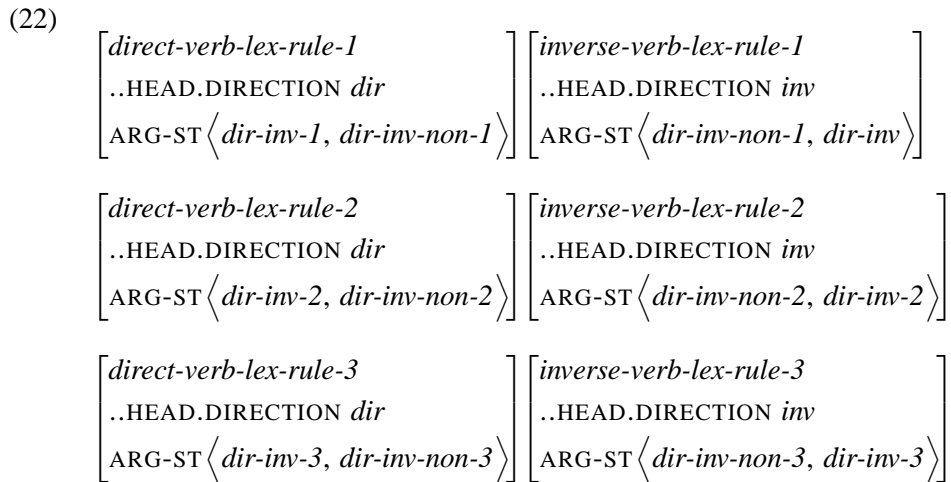 (22)
[direct-verb-lex-rule-1] [inverse-verb-lex-rule-1]
..HEAD.DIRECTION dir ..HEAD.DIRECTION inv
ARG-ST⟨dir-inv-1, dir-inv-non-1⟩ ARG-ST⟨dir-inv-non-1, dir-inv⟩
direct-verb-lex-rule-2 inverse-verb-lex-rule-2
..HEAD.DIRECTION dir ..HEAD.DIRECTION inv
ARG-ST⟨dir-inv-2, dir-inv-non-2⟩ ARG-ST⟨dir-inv-non-2, dir-inv-2⟩
direct-verb-lex-rule-3 inverse-verb-lex-rule-3
..HEAD.DIRECTION dir ..HEAD.DIRECTION inv
ARG-ST⟨dir-inv-3, dir-inv-non-3⟩ ARG-ST⟨dir-inv-non-3, dir-inv-3⟩